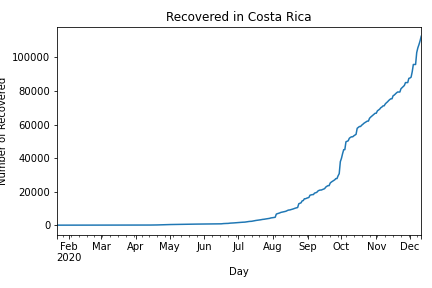 Recovered in Costa Rica
Number of Recovered
100000
80000
60000
40000
20000
0
Feb Mar Apr May Jun Jul Aug Sep Oct Nov Dec
2020
Day